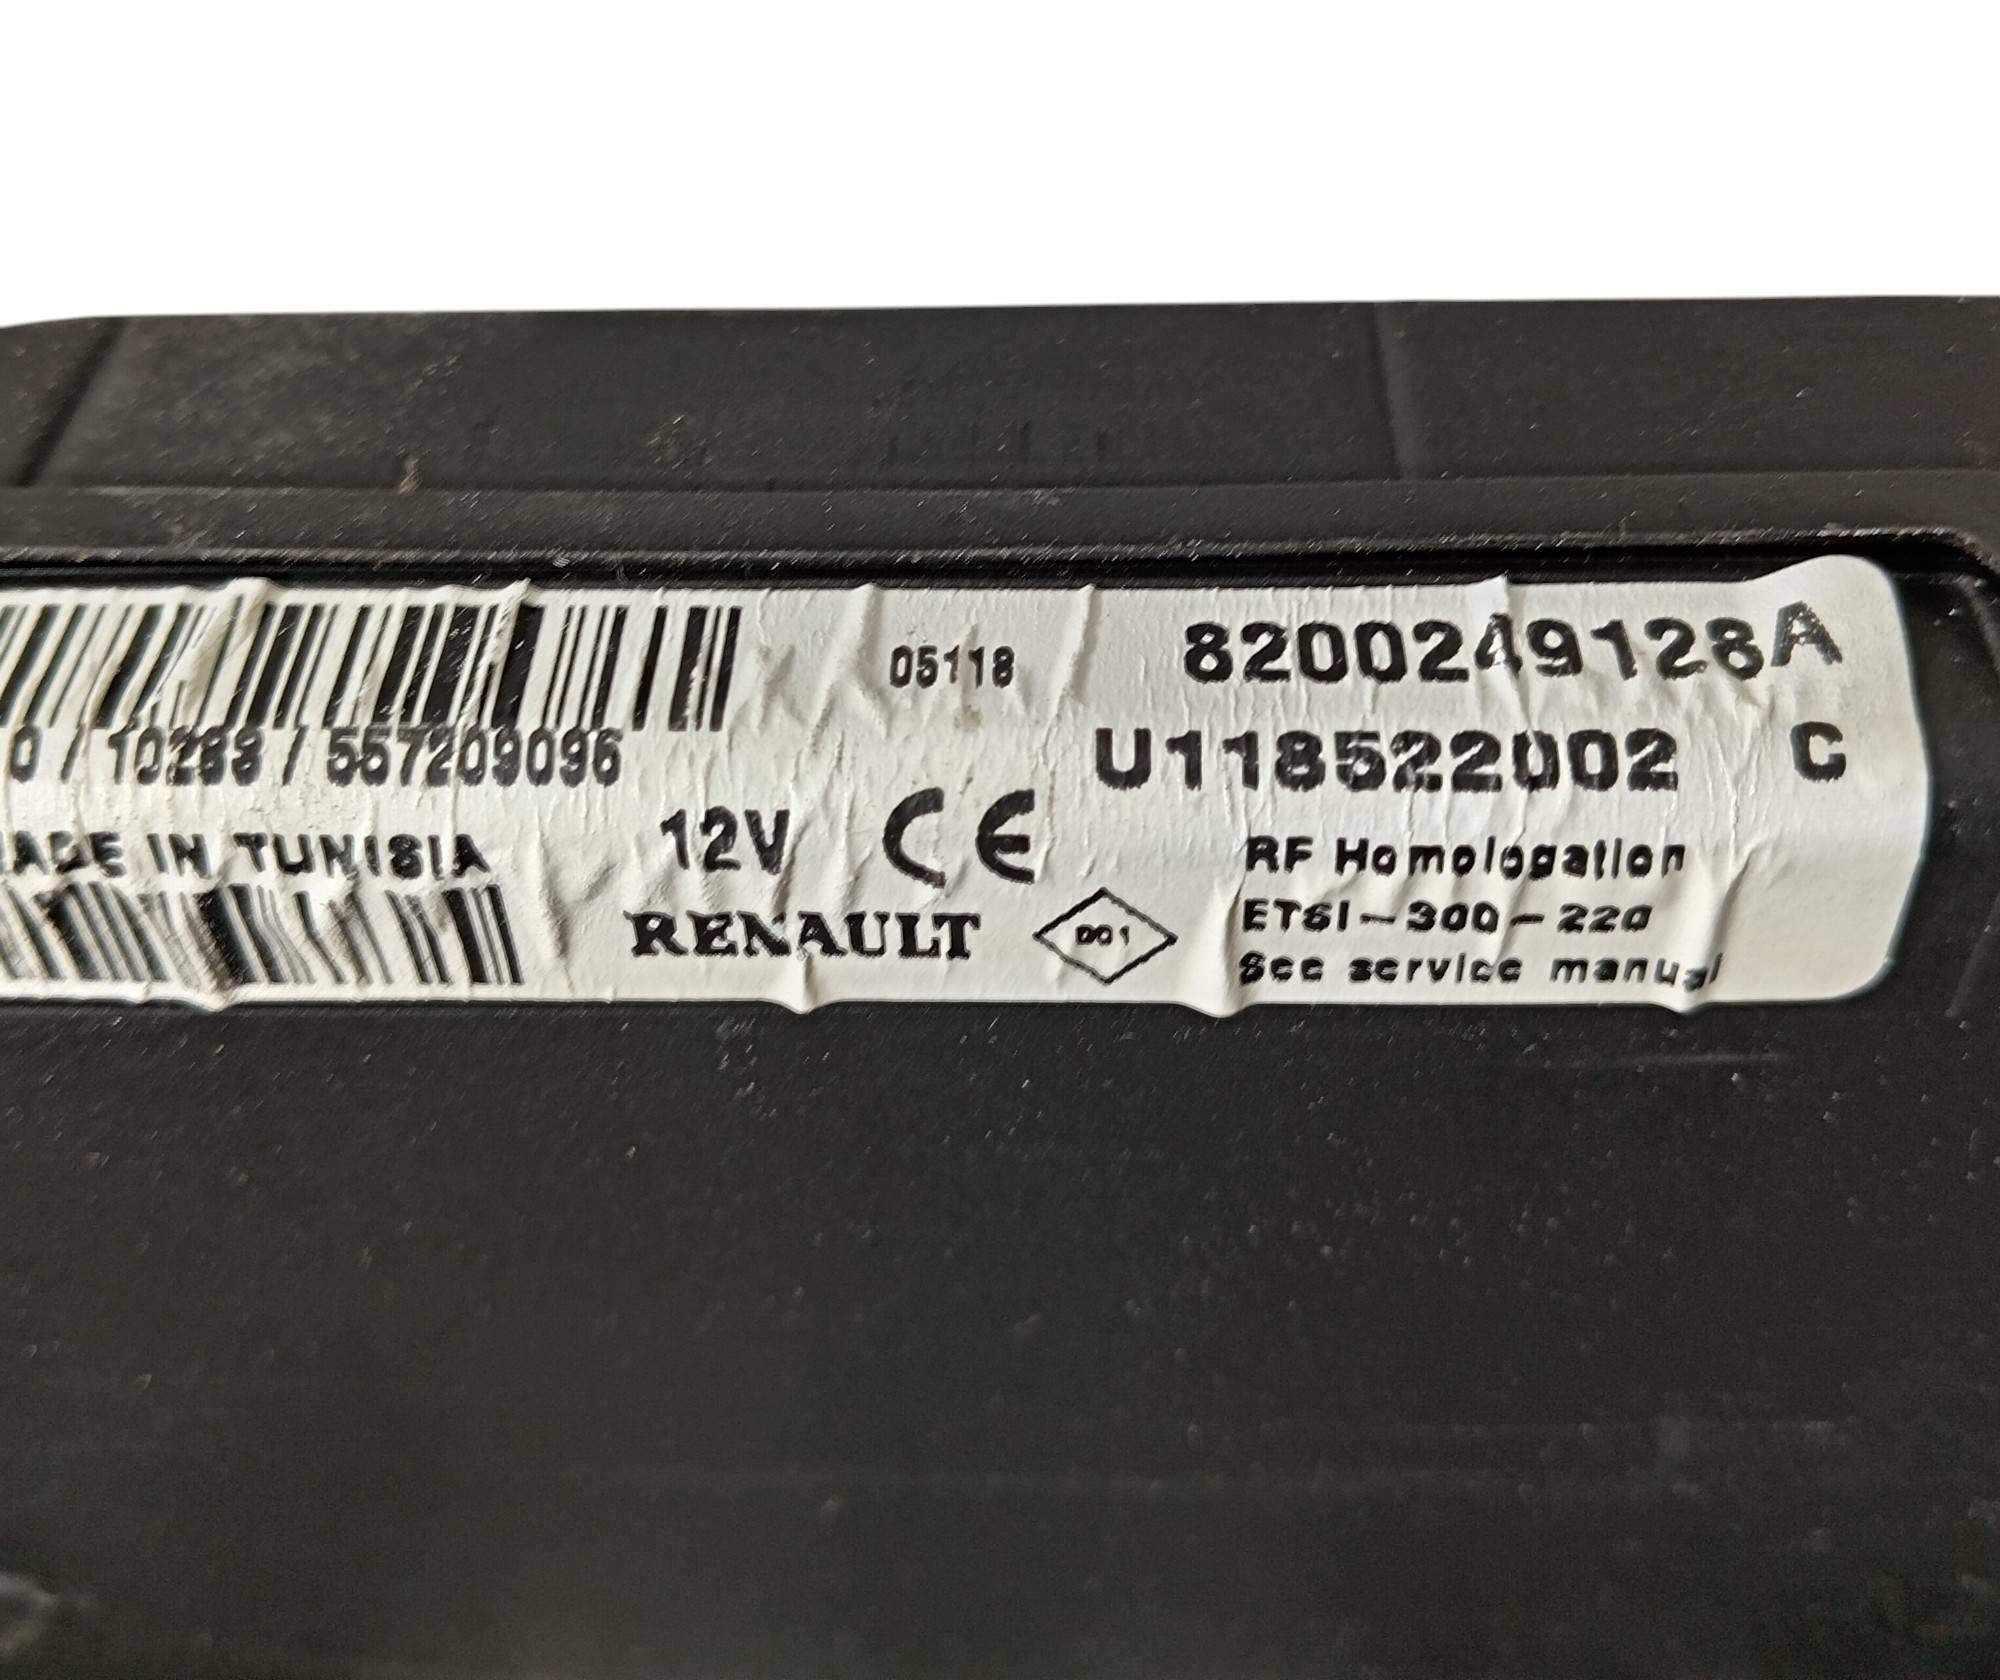 05118 8200249128A
U118522002 C
0 / 10288 / 557209096
12V CE
RF Homologation
MADE IN TUNISIA
RENAULT 001 ETSI-300-220
See service manual